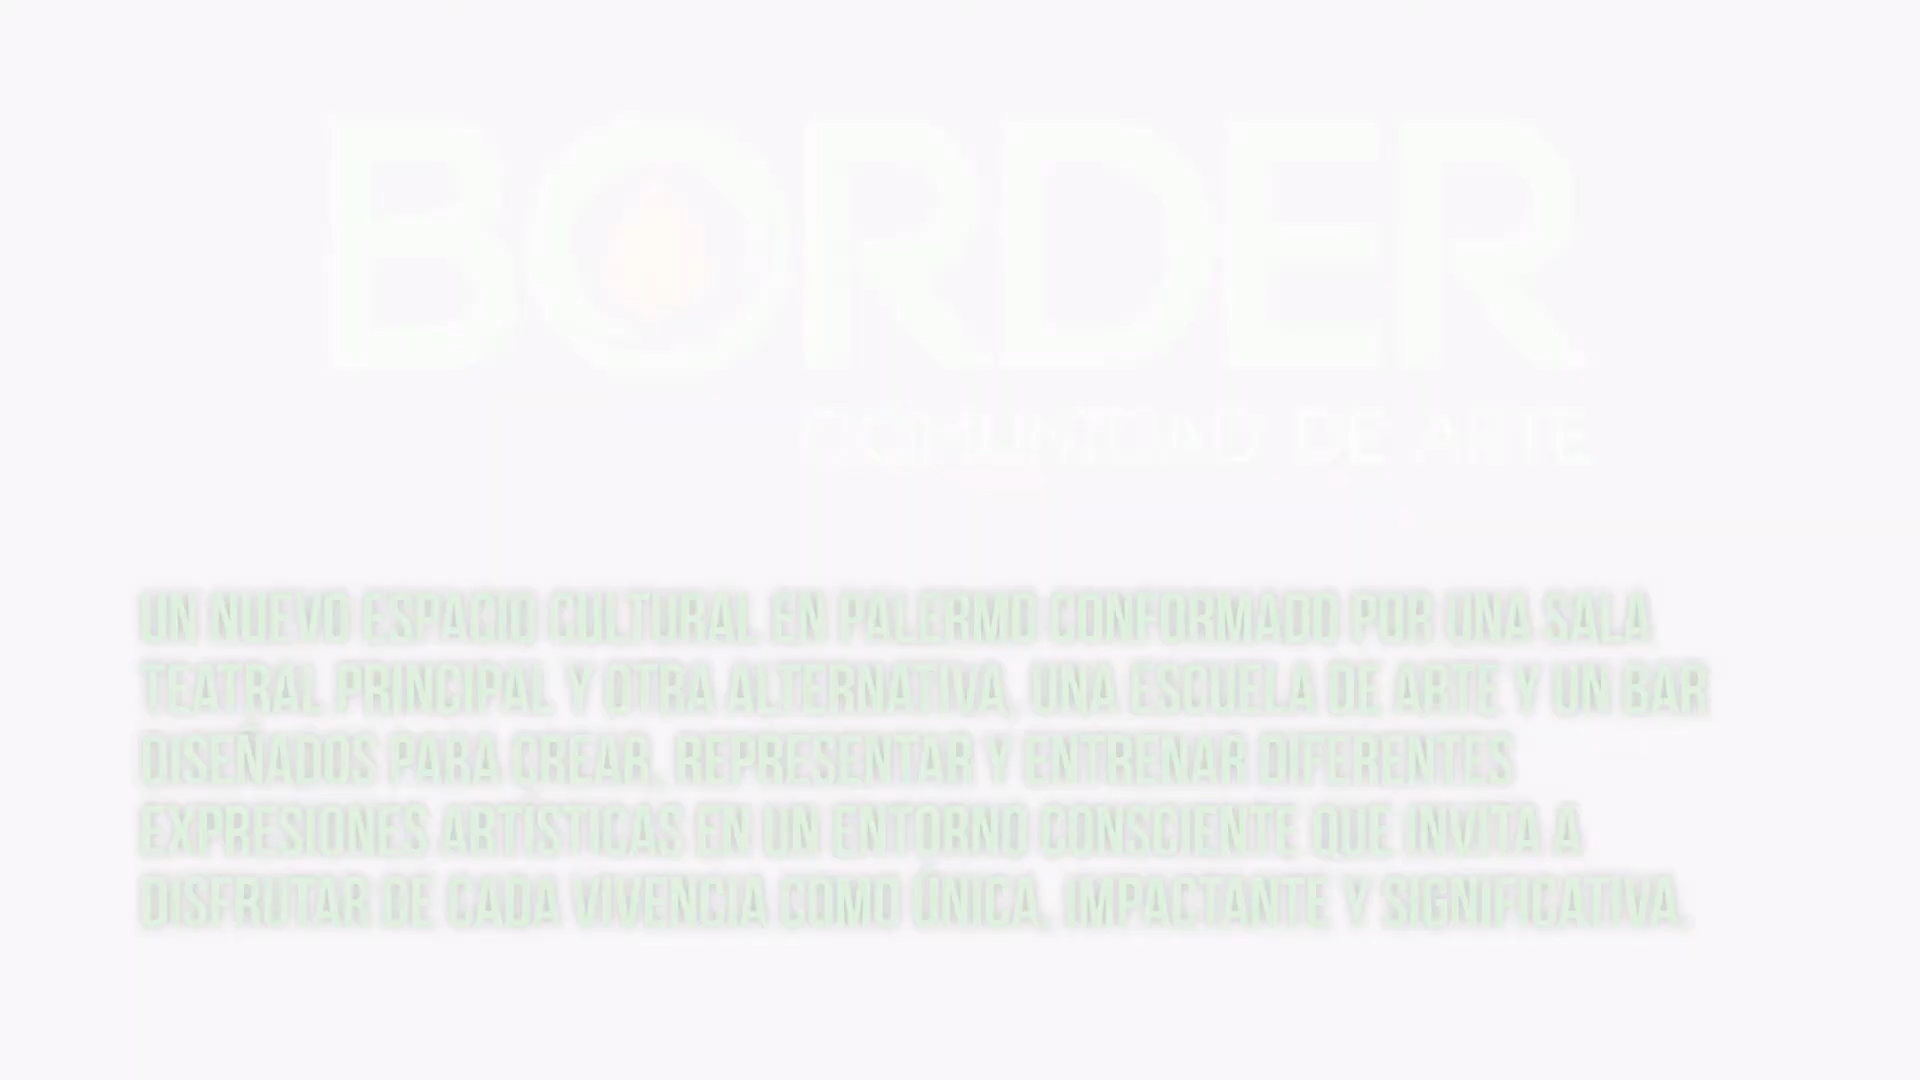 BORDER
COMUNIDAD DE ARTE
UN NUEVO ESPACIO CULTURAL EN PALERMO CONFORMADO POR UNA SALA
TEATRAL PRINCIPAL Y OTRA ALTERNATIVA, UNA ESCUELA DE ARTE Y UN BAR
DISEÑADOS PARA CREAR, REPRESENTAR Y ENTRENAR DIFERENTES
EXPRESIONES ARTÍSTICAS EN UN ENTORNO CONSCIENTE QUE INVITA A
DISFRUTAR DE CADA VIVENCIA COMO ÚNICA, IMPACTANTE Y SIGNIFICATIVA.